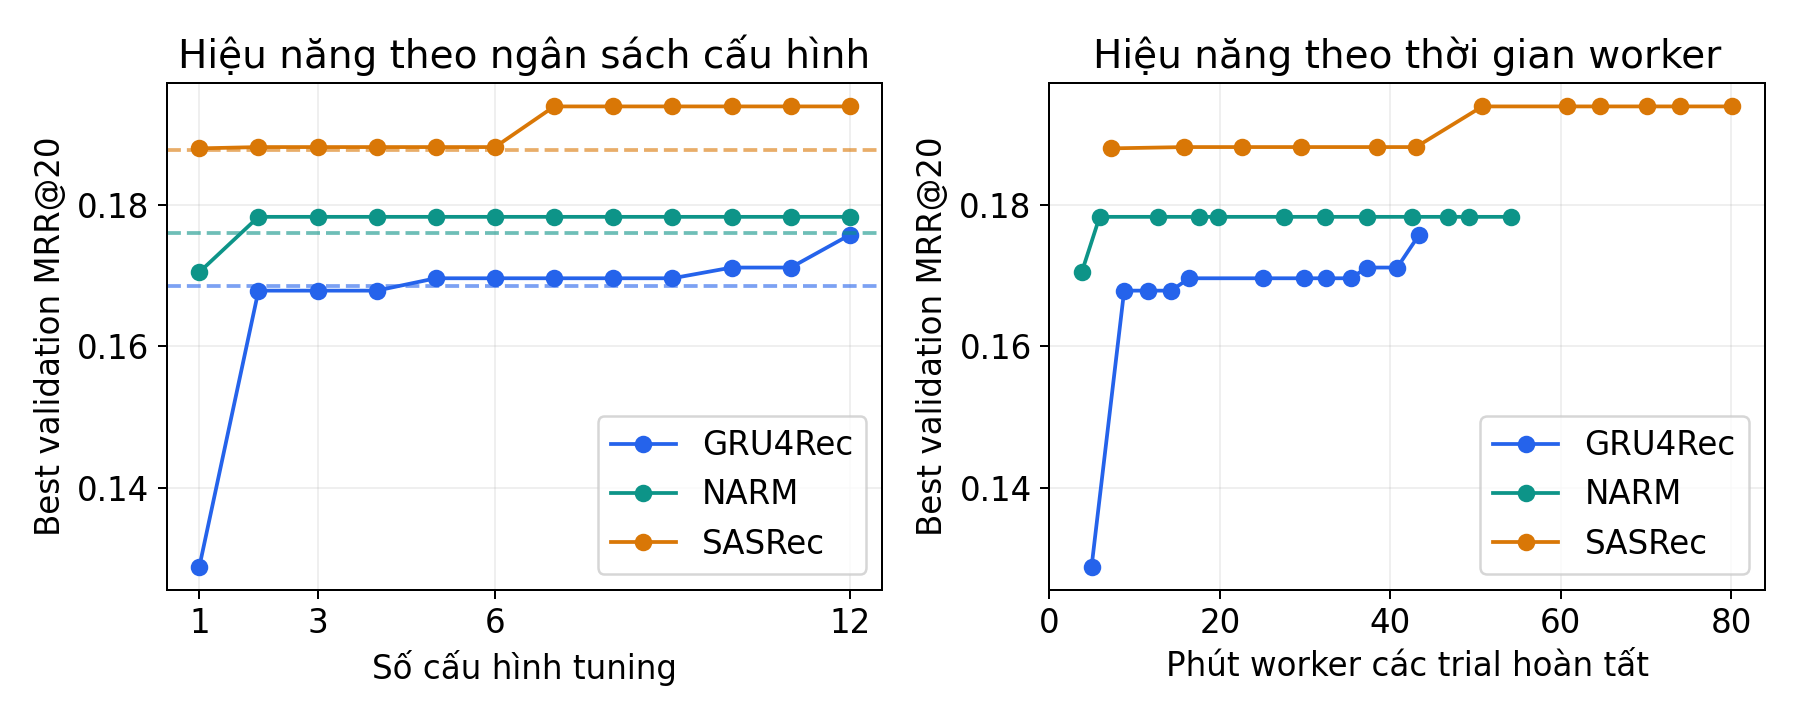 Hiệu năng theo ngân sách cấu hình
Best validation MRR@20
0.18
0.16
0.14
GRU4Rec
NARM
SASRec
1 3 6 12
Số cấu hình tuning
Hiệu năng theo thời gian worker
Best validation MRR@20
0.18
0.16
0.14
GRU4Rec
NARM
SASRec
0 20 40 60 80
Phút worker các trial hoàn tất